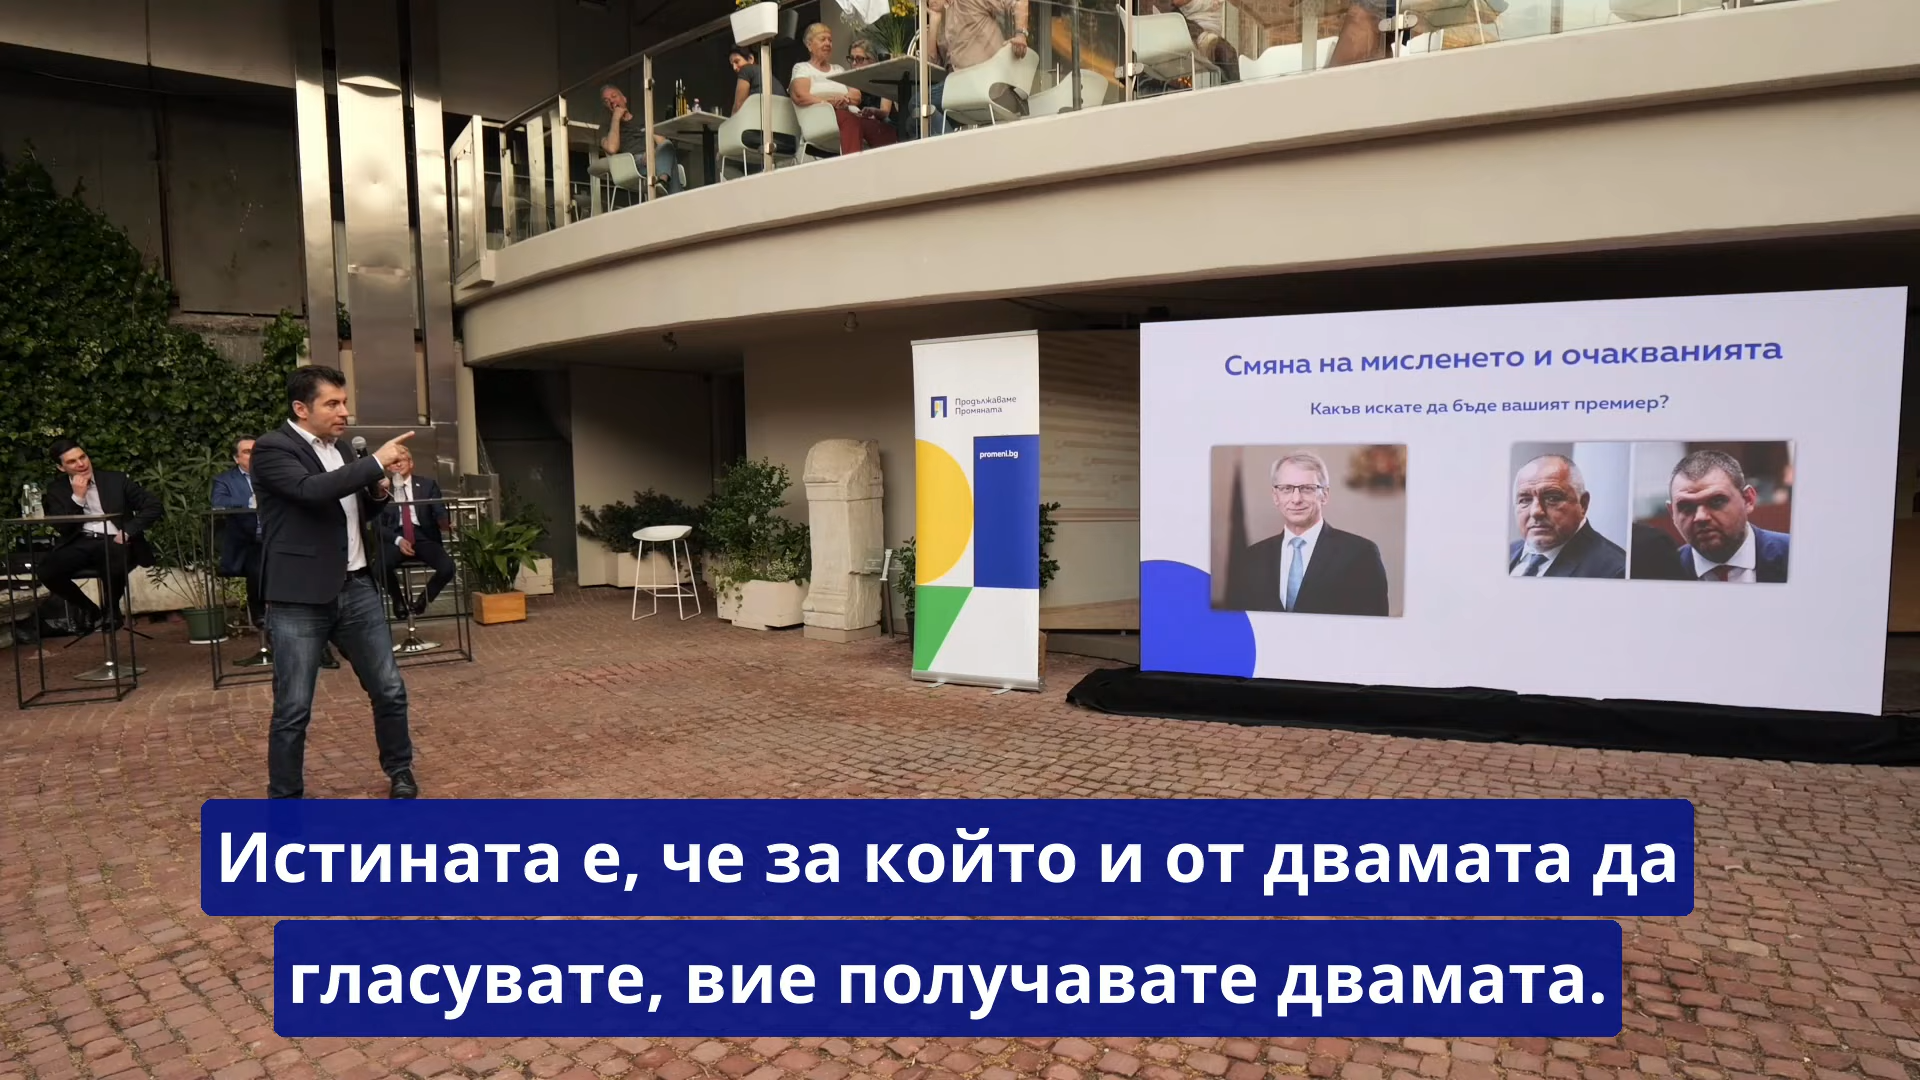 Смяна на мисленето и очакванията
Какъв искате да бъде вашият премиер?
Продължаваме
Промяната
promeni.bg
Истината е, че за който и от двамата да
гласувате, вие получавате двамата.